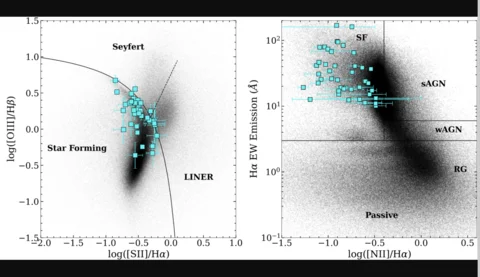 1.5
1.0
0.5
0.0
−0.5
−1.0
−1.5
log([OIII]/Hβ)
Seyfert
Star Forming
LINER
−2.0 −1.5 −1.0 −0.5 0.0 0.5 1.0
log([SII]/Hα)
10²
10¹
10⁰
10⁻¹
Hα EW Emission (Å)
SF
sAGN
wAGN
RG
Passive
−1.5 −1.0 −0.5 0.0 0.5
log([NII]/Hα)